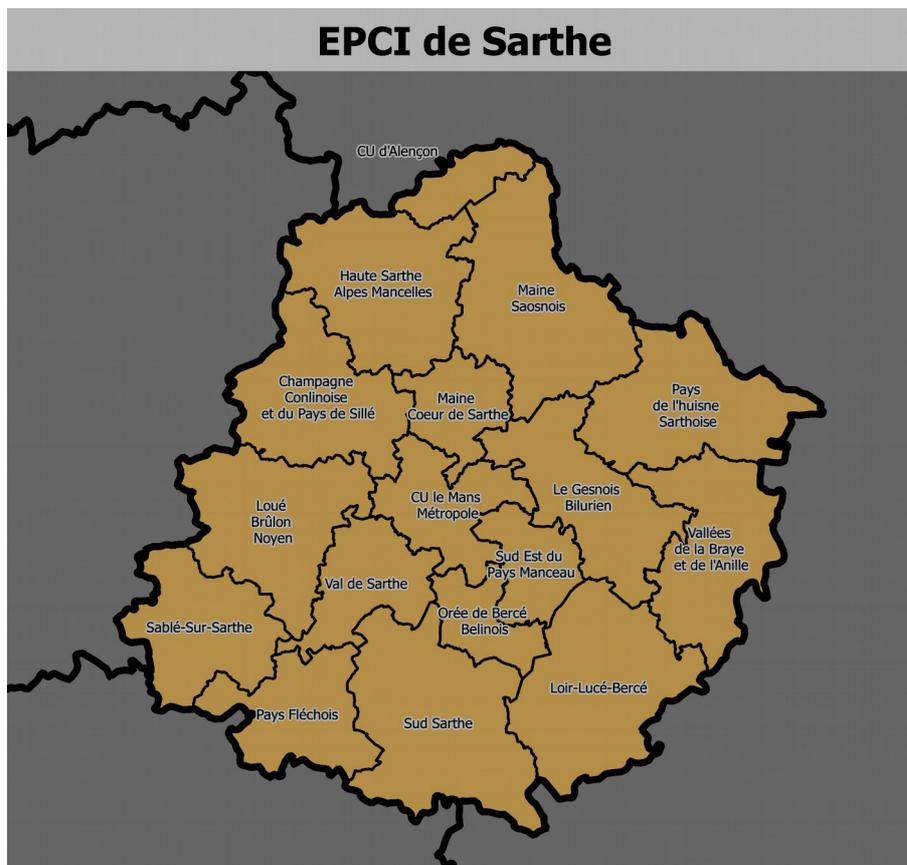 EPCI de Sarthe
CU d'Alençon
Haute Sarthe
Alpes Mancelles
Maine
Saosnois
Champagne
Conlinoise
et du Pays de Sillé
Maine
Coeur de Sarthe
Pays
de l'huisne
Sarthoise
Loué
Brûlon
Noyen
CU le Mans
Métropole
Le Gesnois
Bilurien
Vallées
de la Braye
et de l'Anille
Sud Est du
Pays Manceau
Val de Sarthe
Orée de Bercé
Belinois
Sablé-Sur-Sarthe
Loir-Lucé-Bercé
Pays Fléchois
Sud Sarthe